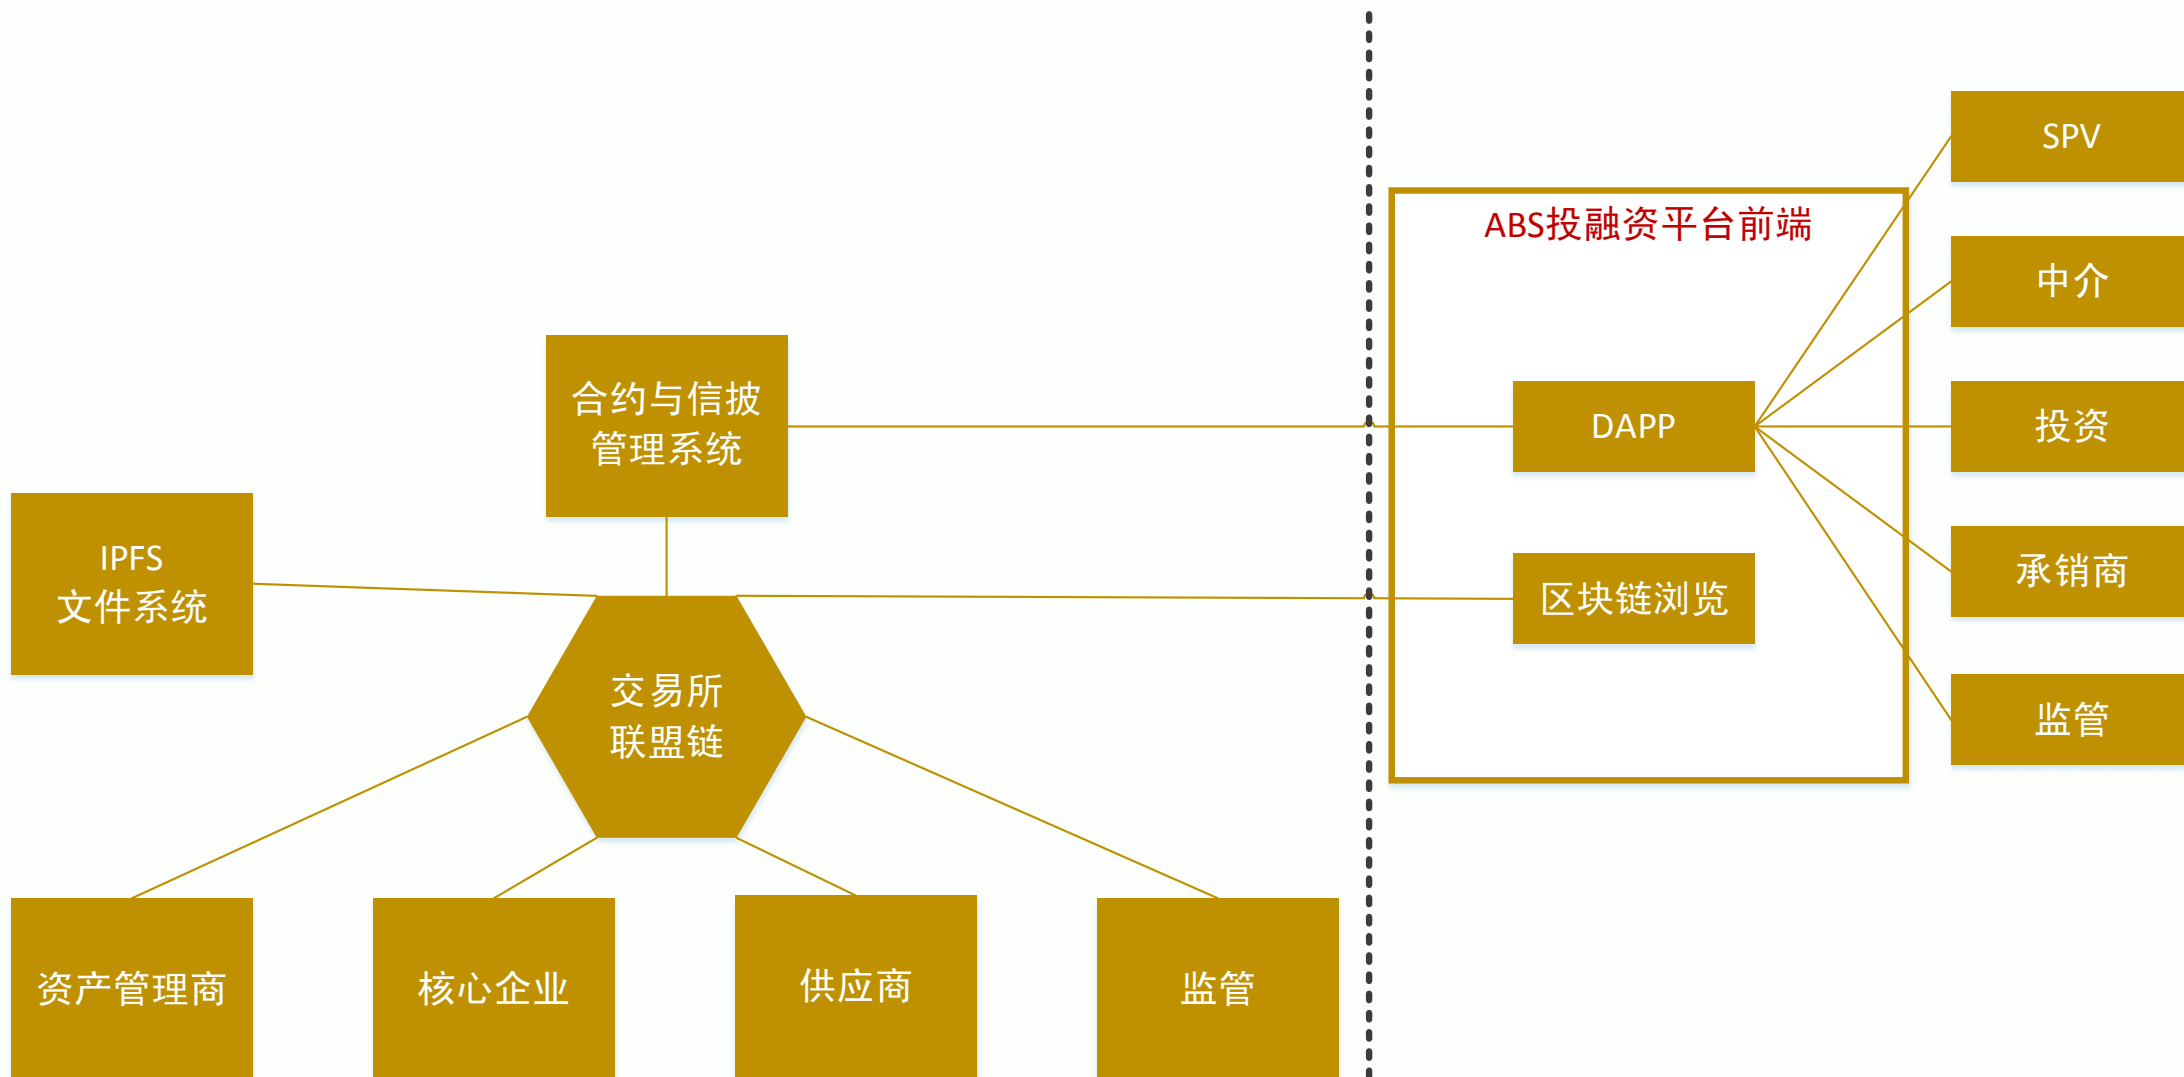 SPV
ABS投融资平台前端
中介
合约与信披
管理系统
DAPP
投资
IPFS
文件系统
区块链浏览
承销商
交易所
联盟链
监管
资产管理商
核心企业
供应商
监管